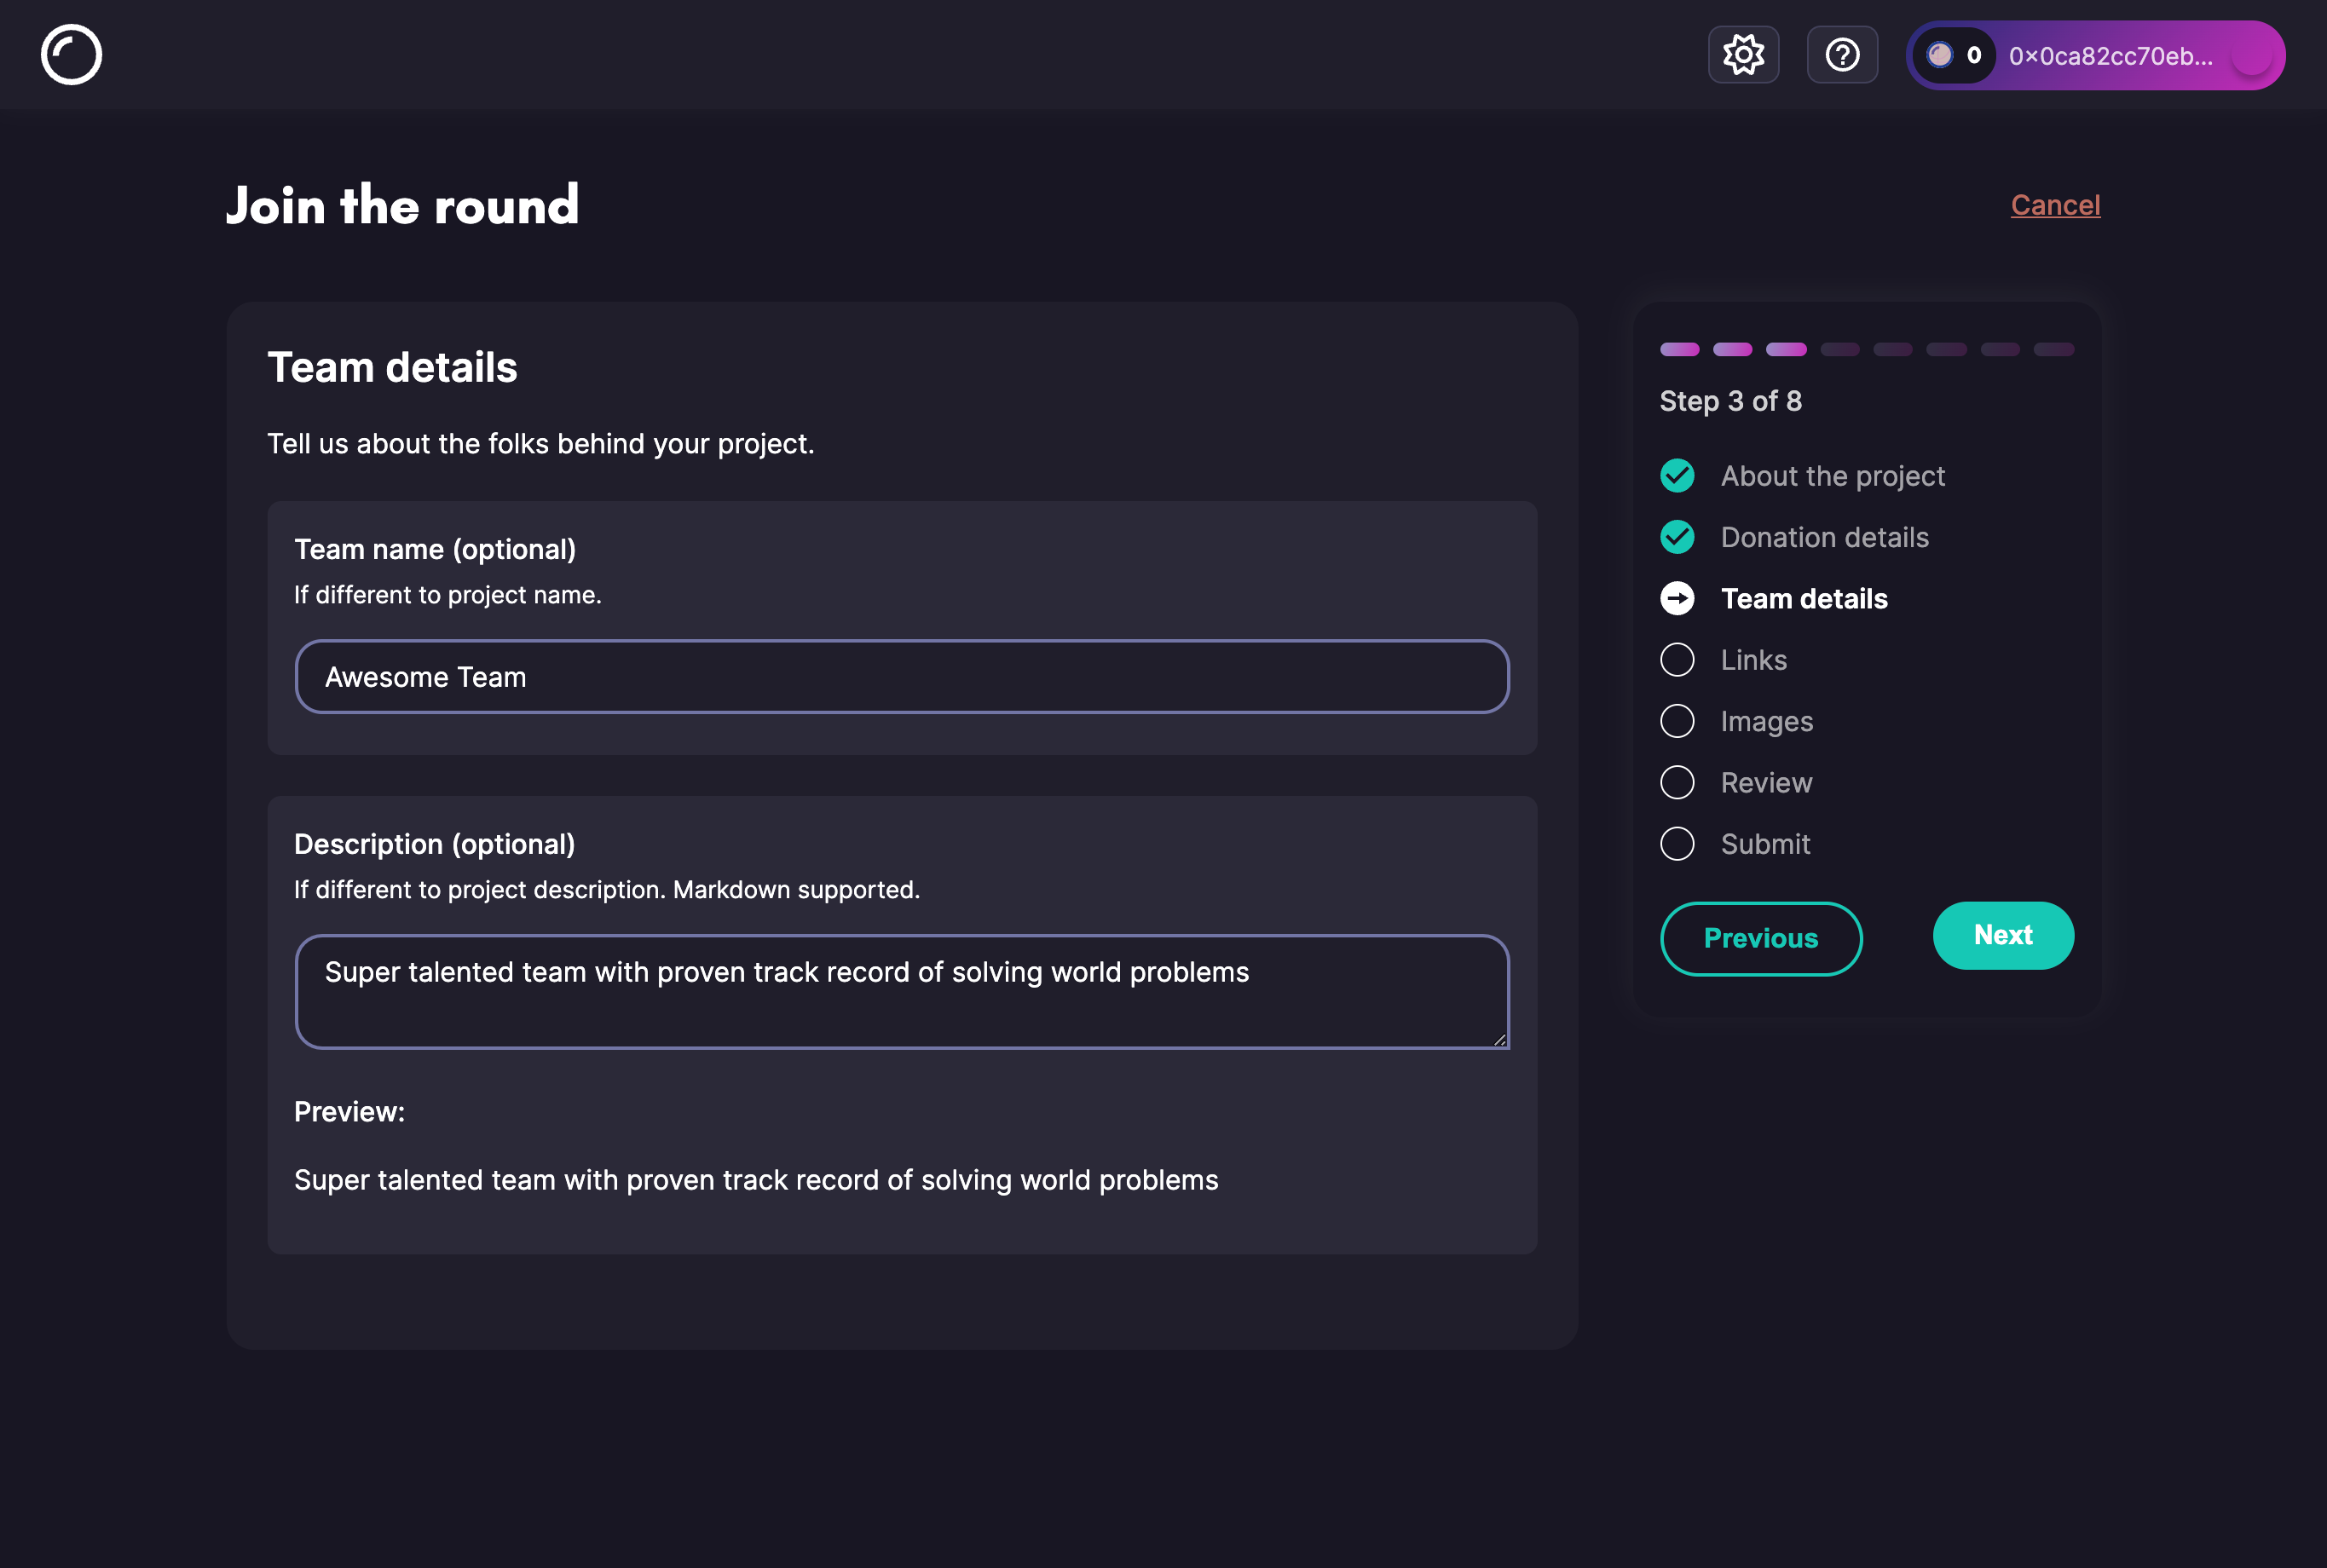 0 0×0ca82cc70eb...
Join the round
Cancel
Team details
Tell us about the folks behind your project.
Team name (optional)
If different to project name.
Awesome Team
Description (optional)
If different to project description. Markdown supported.
Super talented team with proven track record of solving world problems
Preview:
Super talented team with proven track record of solving world problems
Step 3 of 8
About the project
Donation details
Team details
Links
Images
Review
Submit
Previous
Next